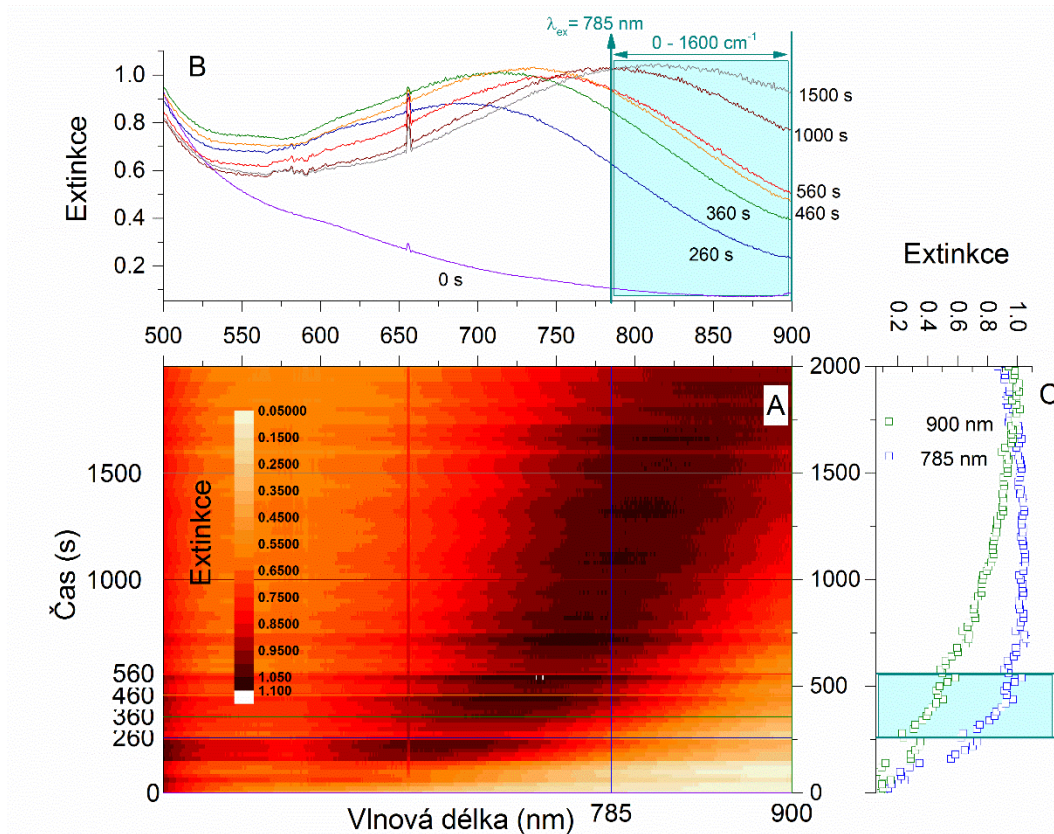 B
λex = 785 nm
0 - 1600 cm-1
Extinkce
1.0
0.8
0.6
0.4
0.2
1500 s
1000 s
560 s
460 s
360 s
260 s
0 s
500 550 600 650 700 750 800 850 900
Extinkce
0.2 0.4 0.6 0.8 1.0
A
Extinkce
0.05000
0.1500
0.2500
0.3500
0.4500
0.5500
0.6500
0.7500
0.8500
0.9500
1.050
1.100
Čas (s)
1500
1000
560
460
360
260
0
Vlnová délka (nm)
785
900
2000
1500
1000
500
0
C
900 nm
785 nm